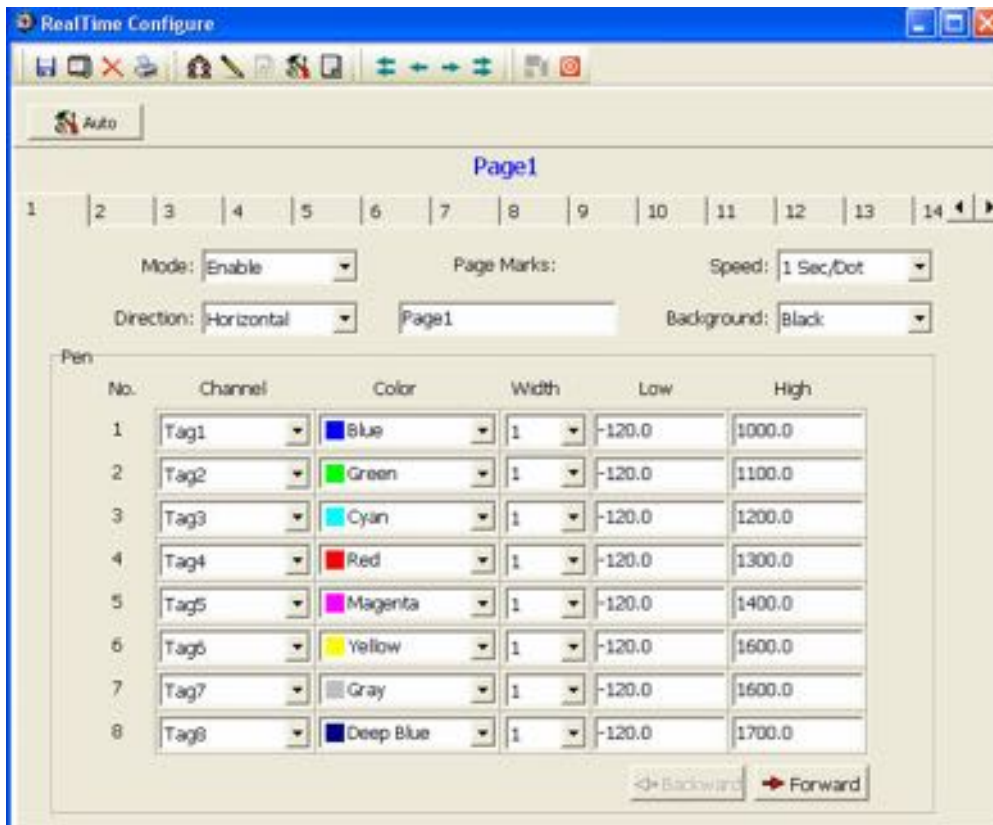 RealTime Configure
Auto
Page1
1 2 3 4 5 6 7 8 9 10 11 12 13 14
Mode: Enable Page Marks: Speed: 1 Sec/Dot
Direction: Horizontal Page1 Background: Black
Pen
No. Channel Color Width Low High
1 Tag1 Blue 1 -120.0 1000.0
2 Tag2 Green 1 -120.0 1100.0
3 Tag3 Cyan 1 -120.0 1200.0
4 Tag4 Red 1 -120.0 1300.0
5 Tag5 Magenta 1 -120.0 1400.0
6 Tag6 Yellow 1 -120.0 1600.0
7 Tag7 Gray 1 -120.0 1600.0
8 Tag8 Deep Blue 1 -120.0 1700.0
Backward Forward